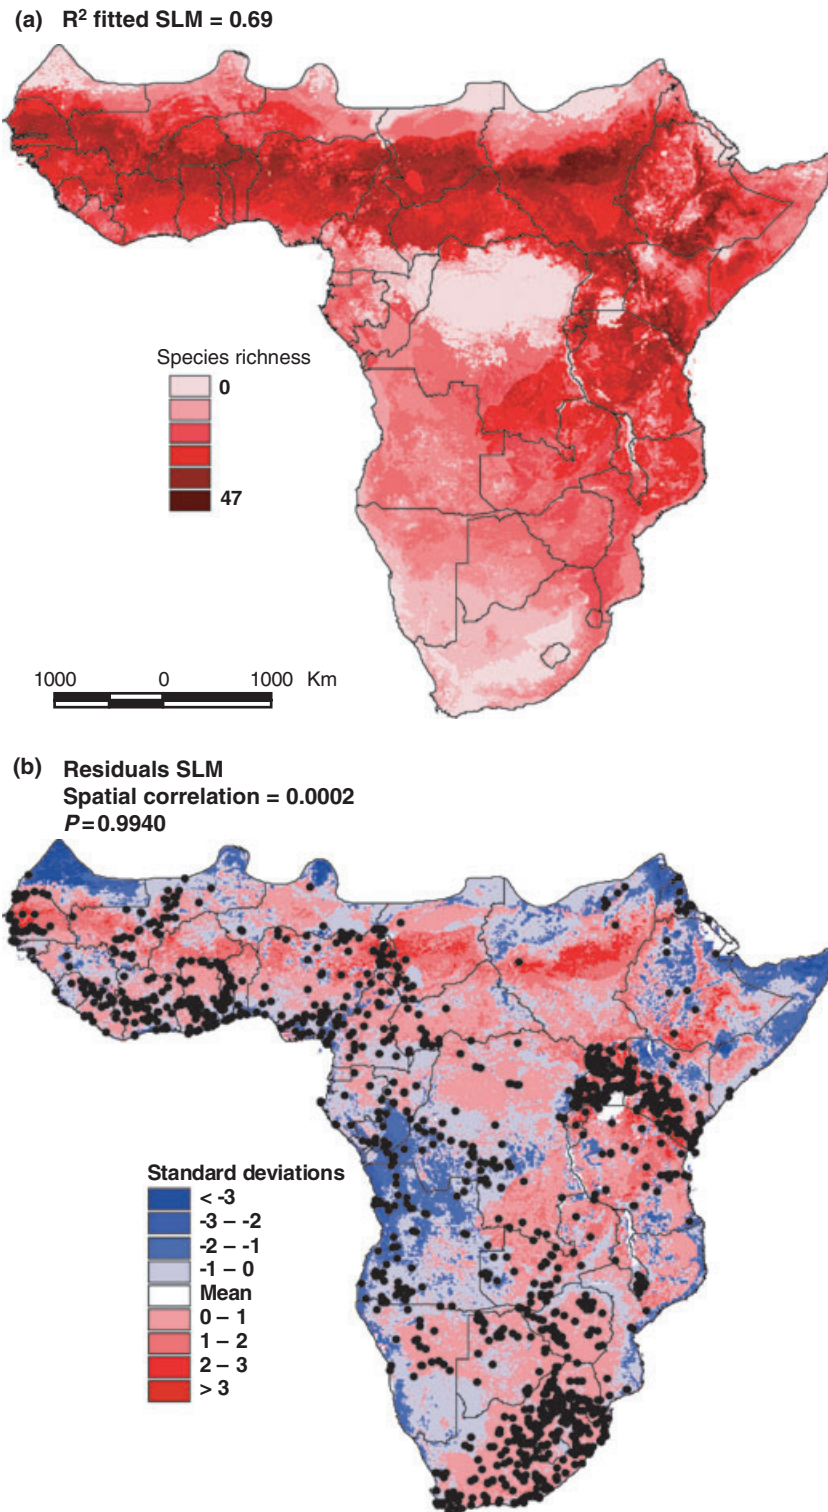 (a) R² fitted SLM = 0.69
Species richness
0
47
1000 0 1000 Km
(b) Residuals SLM
Spatial correlation = 0.0002
P=0.9940
Standard deviations
< -3
-3 – -2
-2 – -1
-1 – 0
Mean
0 – 1
1 – 2
2 – 3
> 3